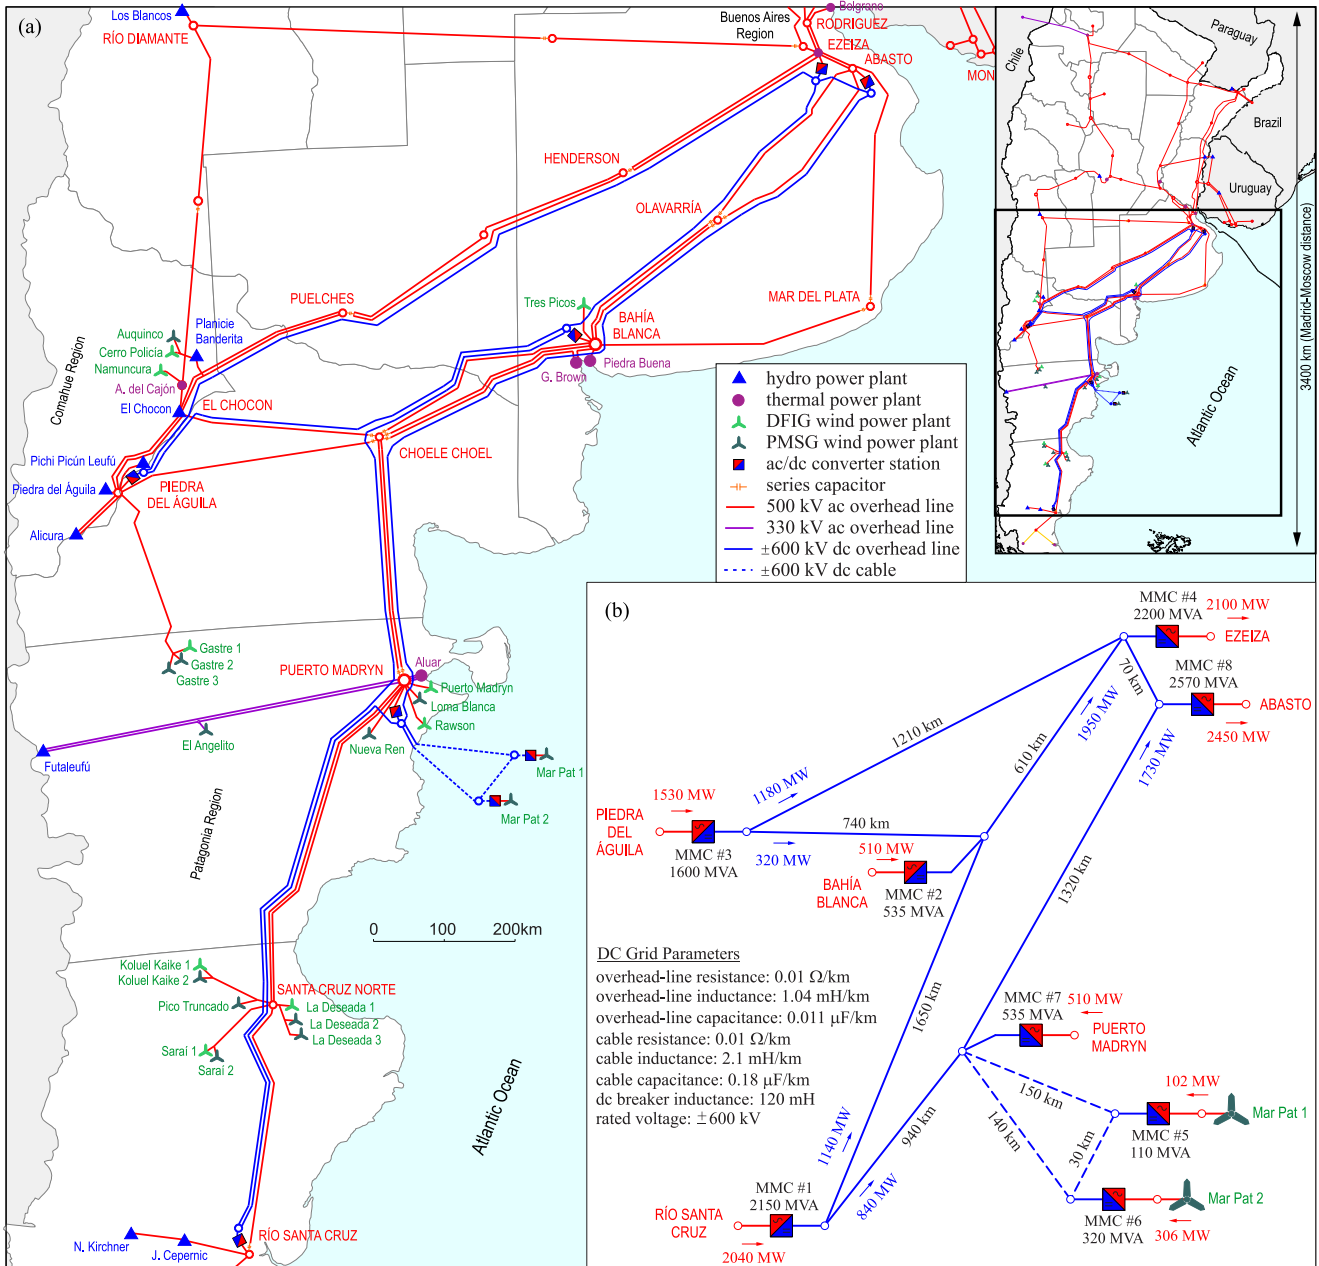 (a)
Los Blancos
RÍO DIAMANTE
Buenos Aires
Region
Belgrano
RODRIGUEZ
EZEIZA
ABASTO
MON
HENDERSON
OLAVARRÍA
MAR DEL PLATA
PUELCHES
Planicie
Banderita
Auquinco
Cerro Policía
Namuncura
A. del Cajón
El Chocon
EL CHOCON
Comahue Region
Tres Picos
BAHÍA
BLANCA
G. Brown
Piedra Buena
CHOELE CHOEL
Pichi Picún Leufú
Piedra del Águila
PIEDRA
DEL ÁGUILA
Alicura
Gastre 1
Gastre 2
Gastre 3
PUERTO MADRYN
Aluar
Puerto Madryn
Loma Blanca
Rawson
Nueva Ren
El Angelito
Futaleufú
Mar Pat 1
Mar Pat 2
Patagonia Region
0 100 200km
Koluel Kaike 1
Koluel Kaike 2
Pico Truncado
SANTA CRUZ NORTE
La Deseada 1
La Deseada 2
La Deseada 3
Saraí 1
Saraí 2
Atlantic Ocean
RÍO SANTA CRUZ
N. Kirchner
J. Cepernic
hydro power plant
thermal power plant
DFIG wind power plant
PMSG wind power plant
ac/dc converter station
series capacitor
500 kV ac overhead line
330 kV ac overhead line
±600 kV dc overhead line
±600 kV dc cable
Chile
Paraguay
Brazil
Uruguay
Atlantic Ocean
3400 km (Madrid-Moscow distance)
(b)
MMC #4
2200 MVA
2100 MW
EZEIZA
70 km
MMC #8
2570 MVA
ABASTO
2450 MW
1210 km
610 km
1950 MW
1730 MW
1180 MW
1530 MW
PIEDRA
DEL
ÁGUILA
MMC #3
1600 MVA
740 km
320 MW
510 MW
BAHÍA
BLANCA
MMC #2
535 MVA
1320 km
DC Grid Parameters
overhead-line resistance: 0.01 Ω/km
overhead-line inductance: 1.04 mH/km
overhead-line capacitance: 0.011 μF/km
cable resistance: 0.01 Ω/km
cable inductance: 2.1 mH/km
cable capacitance: 0.18 μF/km
dc breaker inductance: 120 mH
rated voltage: ±600 kV
1650 km
MMC #7
535 MVA
510 MW
PUERTO
MADRYN
150 km
140 km
30 km
102 MW
Mar Pat 1
MMC #5
110 MVA
940 km
1140 MW
840 MW
MMC #1
2150 MVA
RÍO SANTA
CRUZ
2040 MW
Mar Pat 2
MMC #6
320 MVA
306 MW